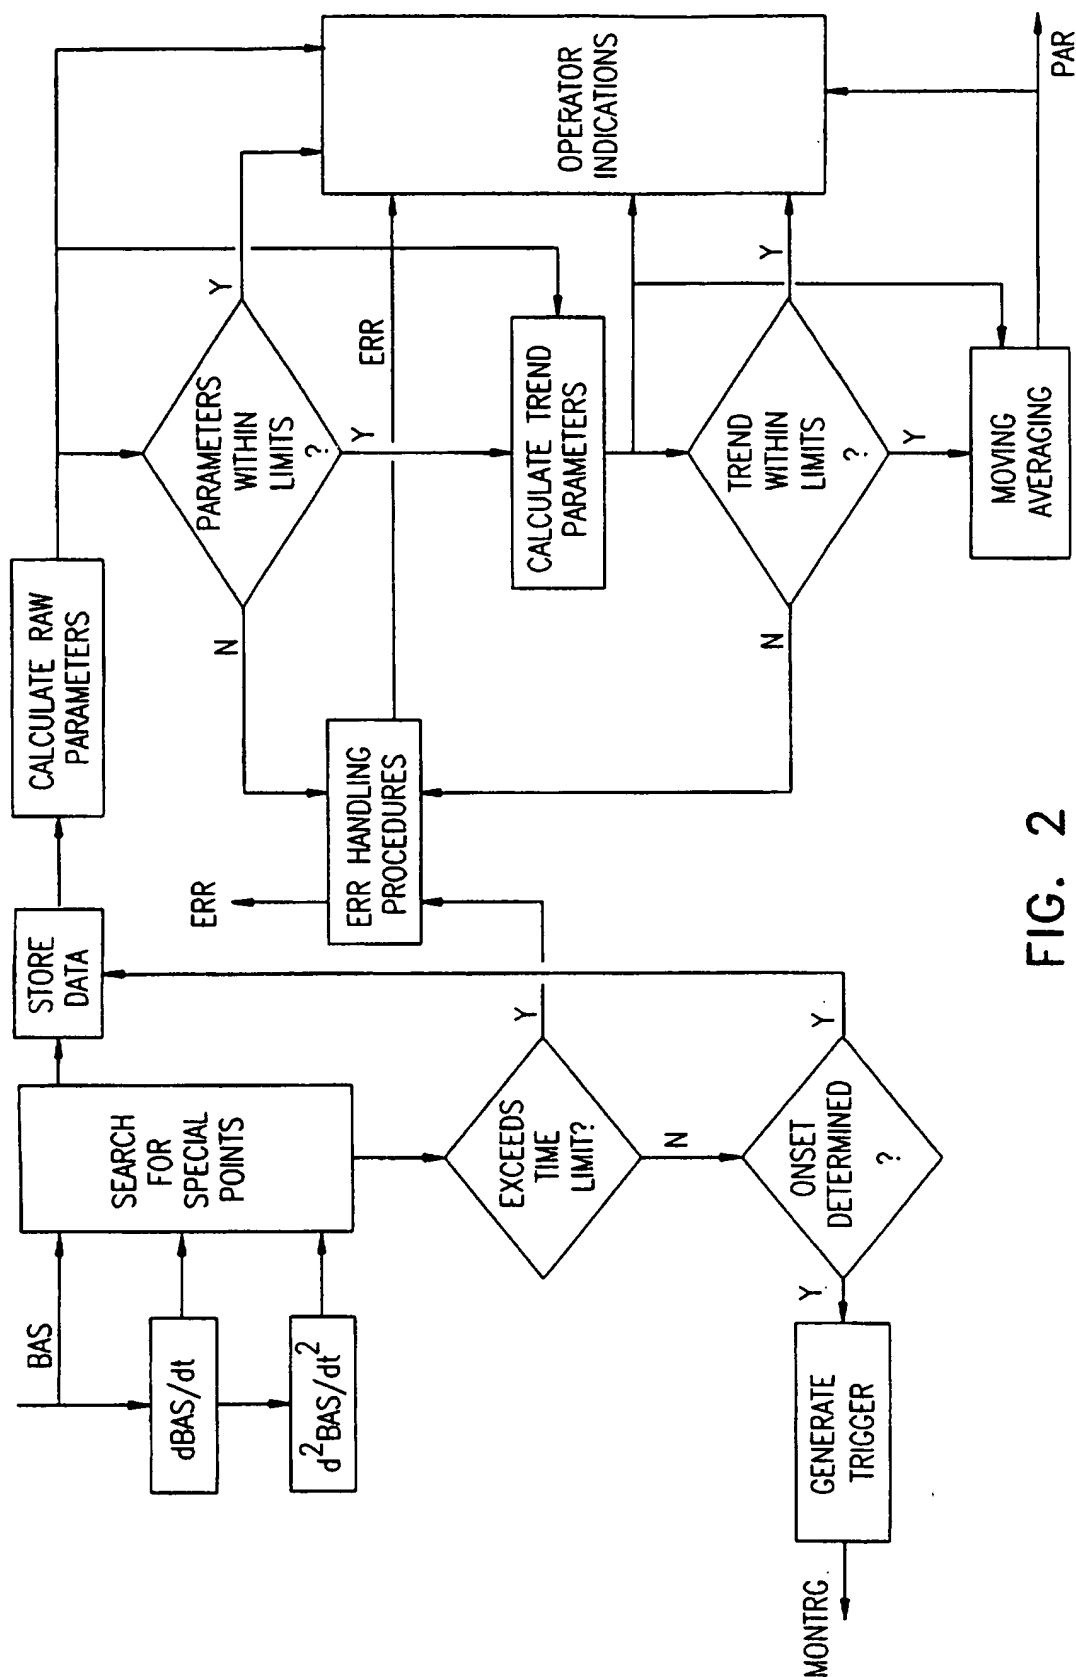 BAS
dBAS/dt
d²BAS/dt²
SEARCH
FOR
SPECIAL
POINTS
STORE
DATA
CALCULATE RAW
PARAMETERS
EXCEEDS
TIME
LIMIT?
Y
N
ONSET
DETERMINED
?
Y
Y
GENERATE
TRIGGER
MONTRG
ERR
ERR HANDLING
PROCEDURES
ERR
PARAMETERS
WITHIN
LIMITS
?
N
Y
Y
CALCULATE TREND
PARAMETERS
TREND
WITHIN
LIMITS
?
N
Y
Y
MOVING
AVERAGING
OPERATOR
INDICATIONS
PAR
FIG. 2